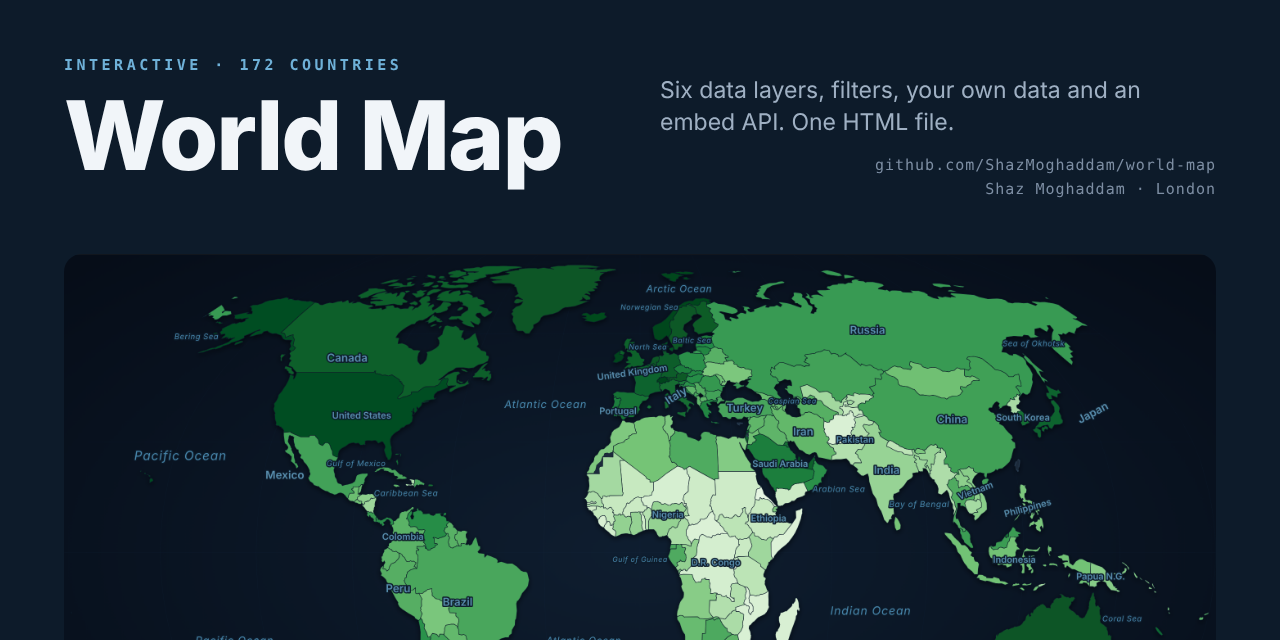 INTERACTIVE · 172 COUNTRIES
World Map
Six data layers, filters, your own data and an
embed API. One HTML file.
github.com/ShazMoghaddam/world-map
Shaz Moghaddam · London
Arctic Ocean
Norwegian Sea
Bering Sea
Russia
North Sea
Baltic Sea
Sea of Okhotsk
Canada
United Kingdom
Italy
Caspian Sea
Atlantic Ocean
Portugal
Turkey
United States
China
South Korea
Japan
Iran
Pakistan
Pacific Ocean
Gulf of Mexico
Saudi Arabia
India
Mexico
Caribbean Sea
Arabian Sea
Vietnam
Bay of Bengal
Philippines
Nigeria
Ethiopia
Colombia
Gulf of Guinea
D.R. Congo
Indonesia
Papua N.G.
Peru
Brazil
Indian Ocean
Coral Sea
Pacific Ocean
Atlantic Ocean